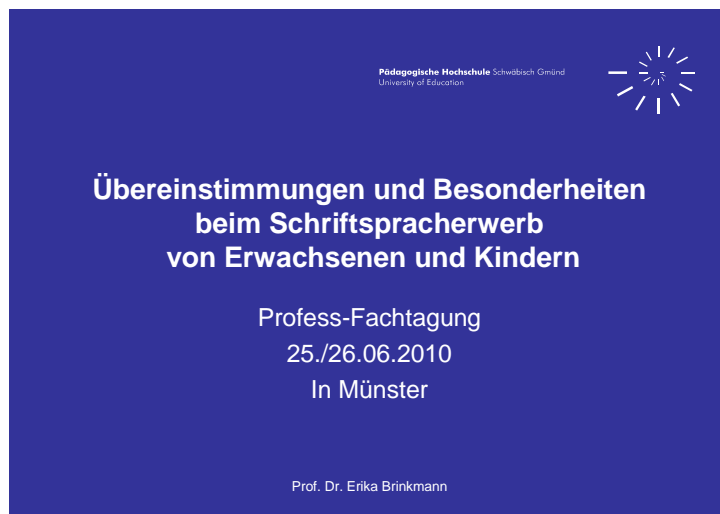 Pädagogische Hochschule Schwäbisch Gmünd
University of Education
Übereinstimmungen und Besonderheiten
beim Schriftspracherwerb
von Erwachsenen und Kindern
Profess-Fachtagung
25./26.06.2010
In Münster
Prof. Dr. Erika Brinkmann